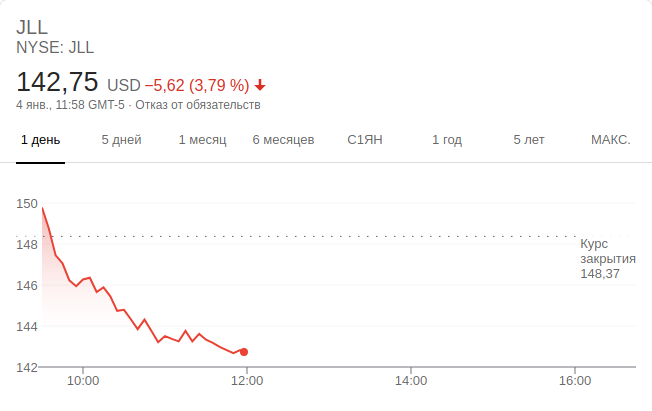 JLL
NYSE: JLL
142,75 USD −5,62 (3,79 %)
4 янв., 11:58 GMT-5 · Отказ от обязательств
1 день 5 дней 1 месяц 6 месяцев С1ЯН 1 год 5 лет МАКС.
150
148
146
144
142
Курс
закрытия
148,37
10:00 12:00 14:00 16:00